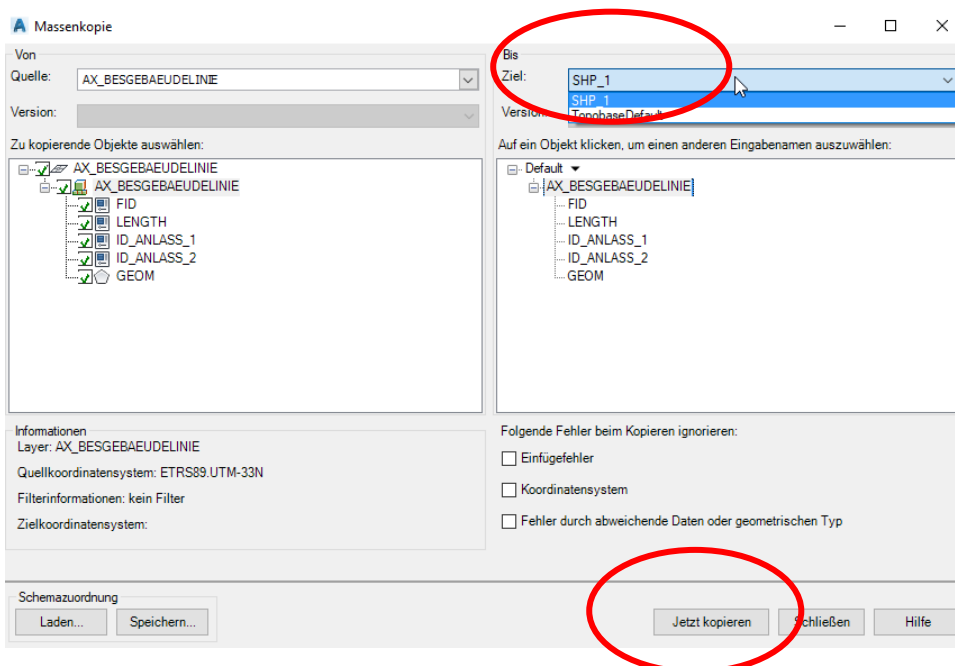 Massenkopie
Von
Quelle:
AX_BESGEBAEUDELINIE
Version:
Zu kopierende Objekte auswählen:
AX_BESGEBAEUDELINIE
AX_BESGEBAEUDELINIE
FID
LENGTH
ID_ANLASS_1
ID_ANLASS_2
GEOM
Informationen
Layer: AX_BESGEBAEUDELINIE
Quellkoordinatensystem: ETRS89.UTM-33N
Filterinformationen: kein Filter
Zielkoordinatensystem:
Bis
Ziel:
SHP_1
SHP_1
Version:
TopobaseDefault
Auf ein Objekt klicken, um einen anderen Eingabenamen auszuwählen:
Default
AX_BESGEBAEUDELINIE
FID
LENGTH
ID_ANLASS_1
ID_ANLASS_2
GEOM
Folgende Fehler beim Kopieren ignorieren:
Einfügefehler
Koordinatensystem
Fehler durch abweichende Daten oder geometrischen Typ
Schemazuordnung
Laden... Speichern... Jetzt kopieren Schließen Hilfe